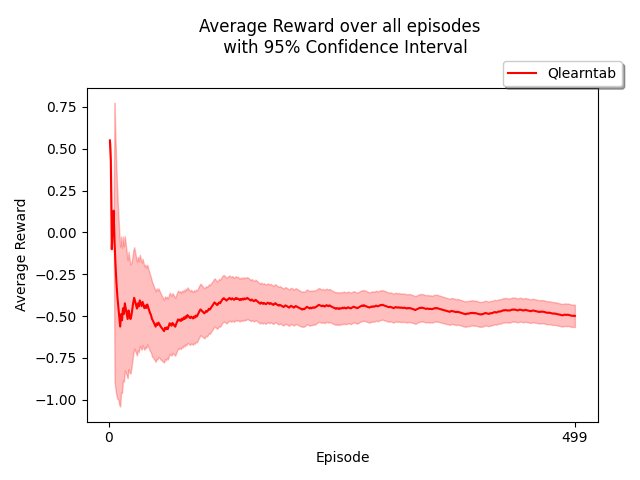 Average Reward over all episodes
with 95% Confidence Interval
Qlearntab
0.75
0.50
0.25
0.00
−0.25
−0.50
−0.75
−1.00
Average Reward
0
499
Episode